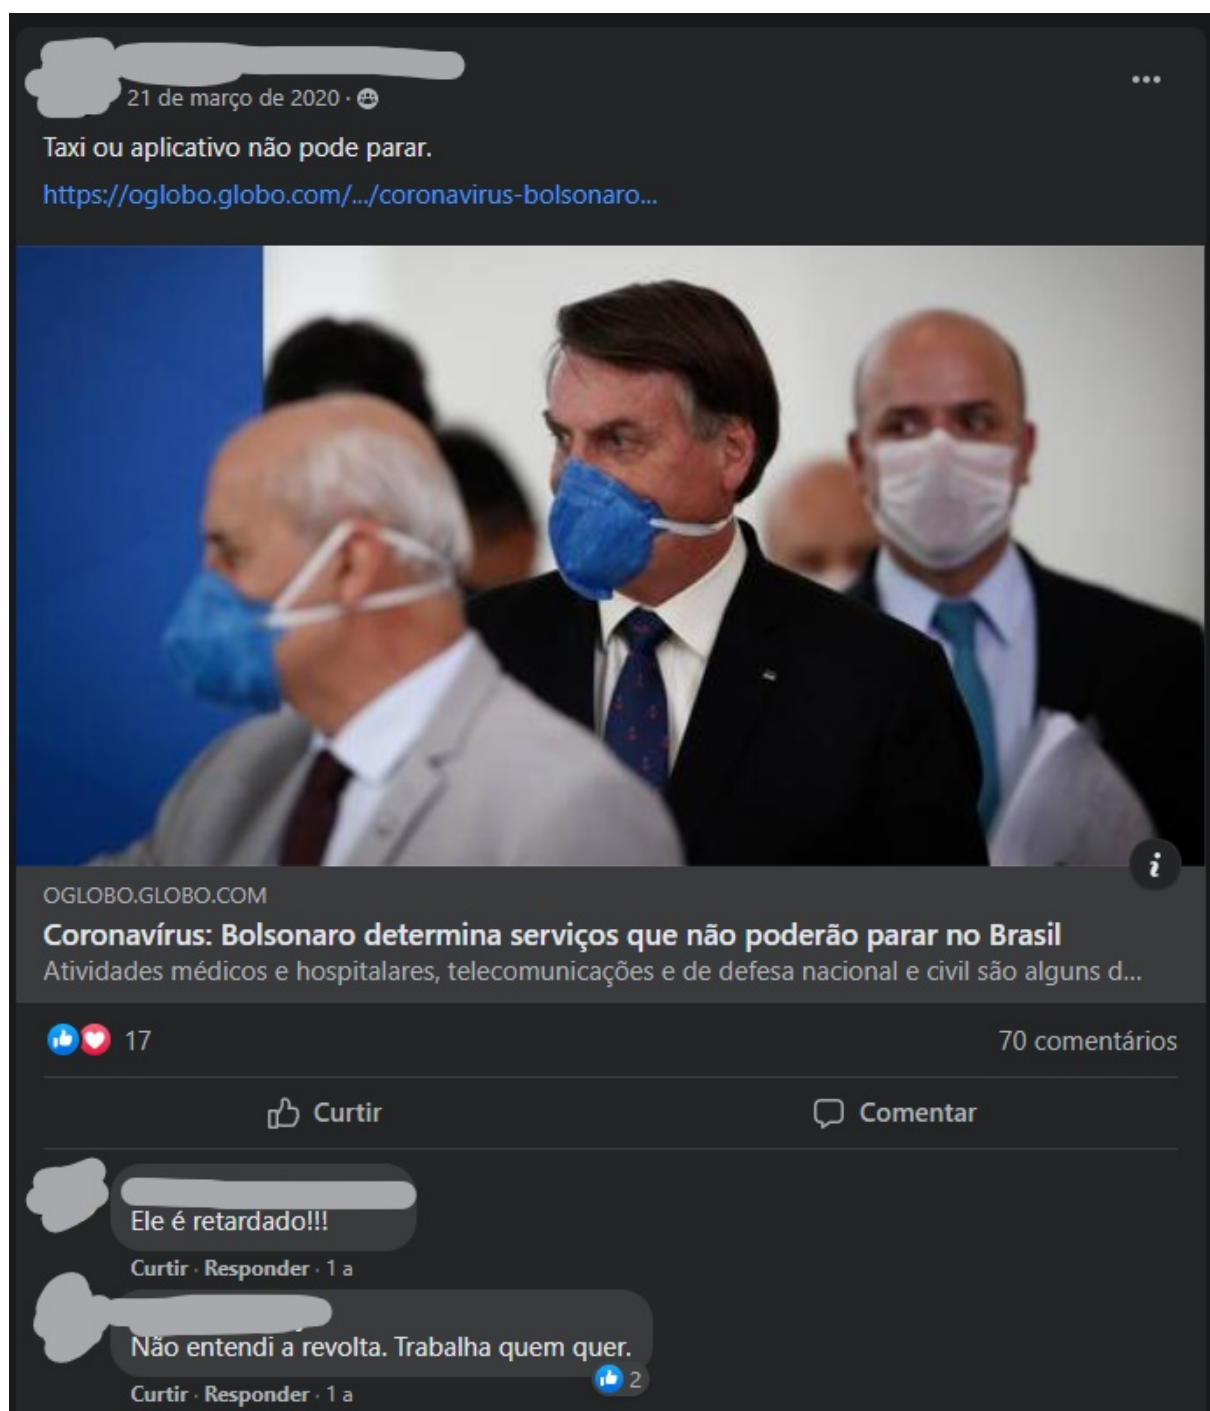 21 de março de 2020 ·
Taxi ou aplicativo não pode parar.
https://oglobo.globo.com/.../coronavirus-bolsonaro...
OGLOBO.GLOBO.COM
Coronavírus: Bolsonaro determina serviços que não poderão parar no Brasil
Atividades médicos e hospitalares, telecomunicações e de defesa nacional e civil são alguns d...
17
70 comentários
Curtir
Comentar
Ele é retardado!!!
Curtir · Responder · 1 a
Não entendi a revolta. Trabalha quem quer.
2
Curtir · Responder · 1 a